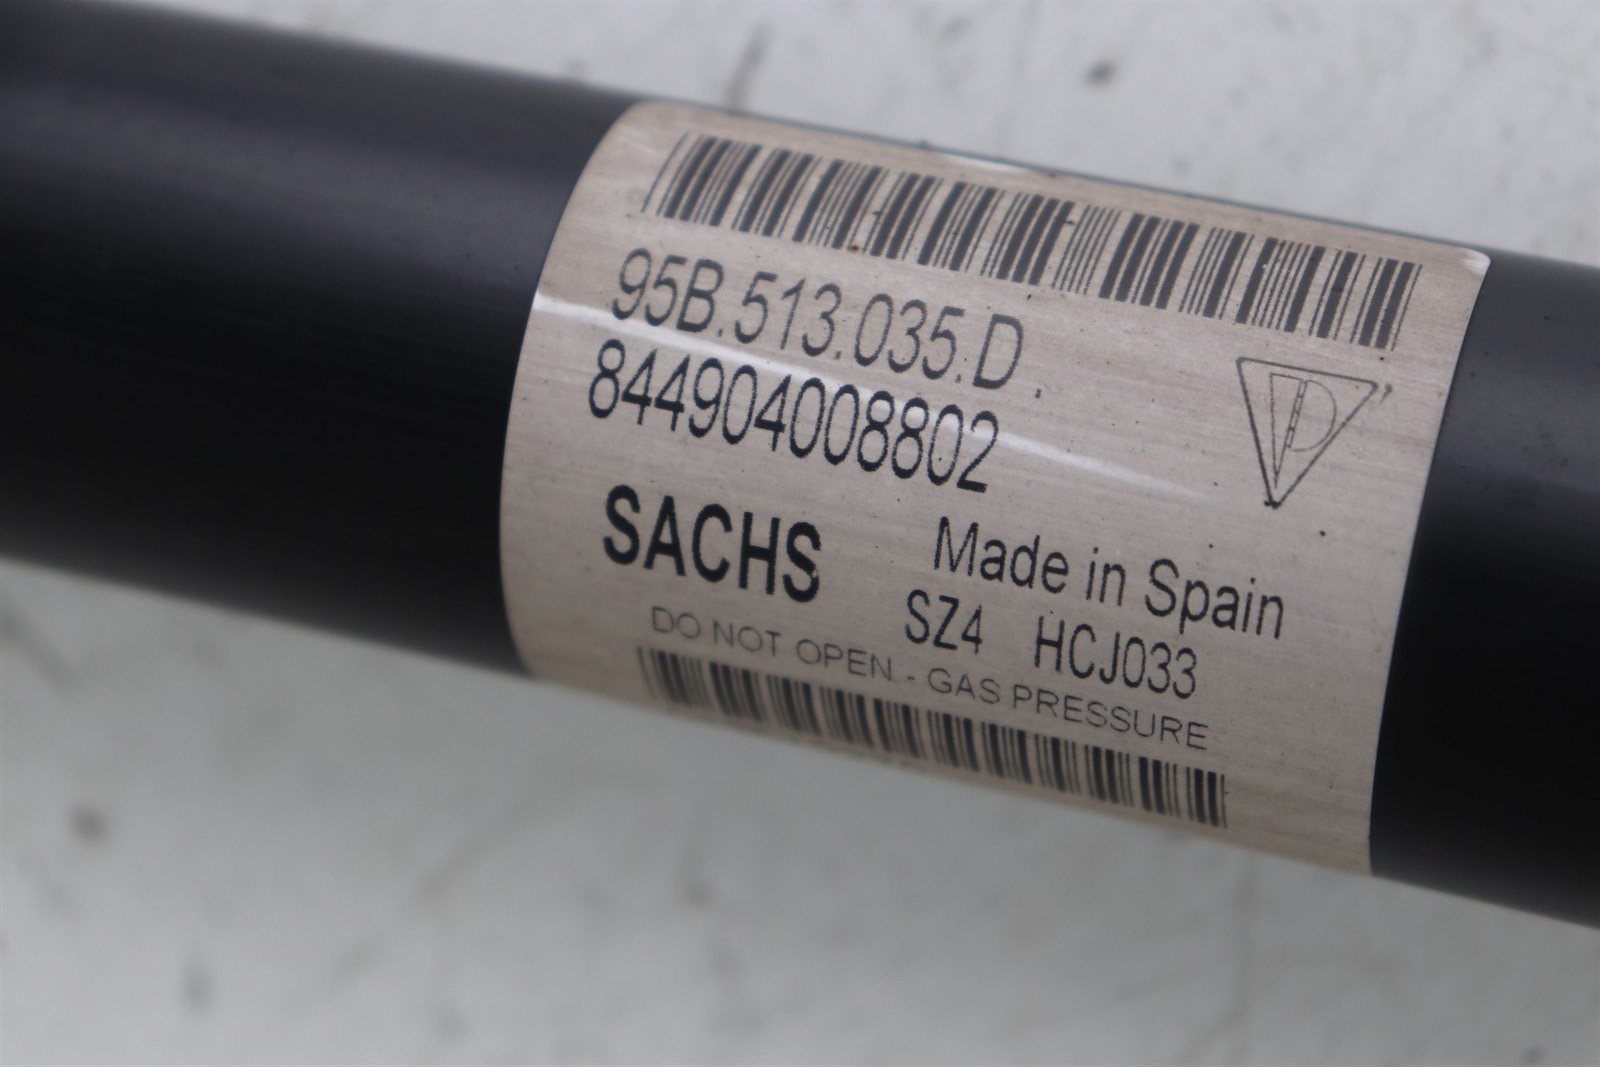 95B.513.035.D
844904008802
SACHS Made in Spain
SZ4 HCJ033
DO NOT OPEN - GAS PRESSURE